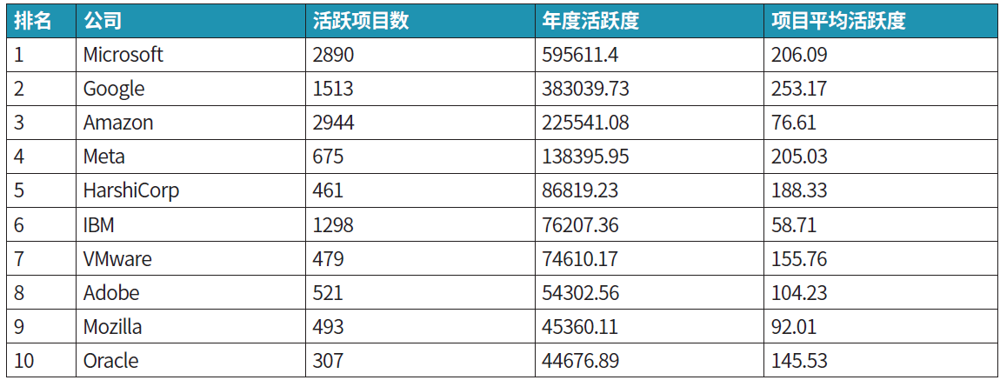 排名 公司 活跃项目数 年度活跃度 项目平均活跃度
1 Microsoft 2890 595611.4 206.09
2 Google 1513 383039.73 253.17
3 Amazon 2944 225541.08 76.61
4 Meta 675 138395.95 205.03
5 HarshiCorp 461 86819.23 188.33
6 IBM 1298 76207.36 58.71
7 VMware 479 74610.17 155.76
8 Adobe 521 54302.56 104.23
9 Mozilla 493 45360.11 92.01
10 Oracle 307 44676.89 145.53